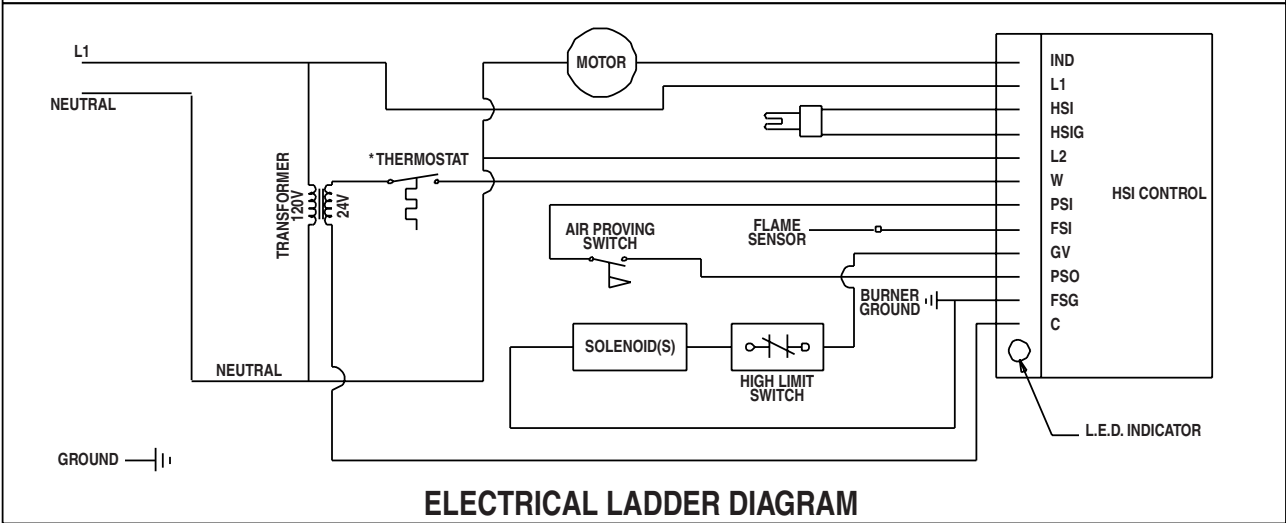 L1
NEUTRAL
MOTOR
IND
L1
HSI
HSIG
L2
W
PSI
FSI
GV
PSO
FSG
C
HSI CONTROL
TRANSFORMER
120V
24V
*THERMOSTAT
AIR PROVING
SWITCH
FLAME
SENSOR
BURNER
GROUND
SOLENOID(S)
HIGH LIMIT
SWITCH
NEUTRAL
L.E.D. INDICATOR
GROUND
ELECTRICAL LADDER DIAGRAM